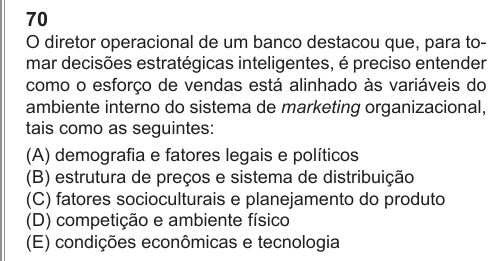 70
O diretor operacional de um banco destacou que, para to-
mar decisões estratégicas inteligentes, é preciso entender
como o esforço de vendas está alinhado às variáveis do
ambiente interno do sistema de marketing organizacional,
tais como as seguintes:
(A) demografia e fatores legais e políticos
(B) estrutura de preços e sistema de distribuição
(C) fatores socioculturais e planejamento do produto
(D) competição e ambiente físico
(E) condições econômicas e tecnologia